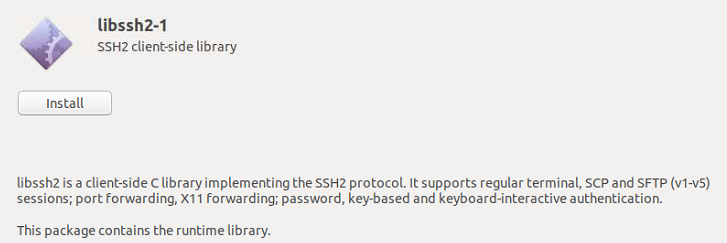 libssh2-1
SSH2 client-side library
Install
libssh2 is a client-side C library implementing the SSH2 protocol. It supports regular terminal, SCP and SFTP (v1-v5)
sessions; port forwarding, X11 forwarding; password, key-based and keyboard-interactive authentication.
This package contains the runtime library.